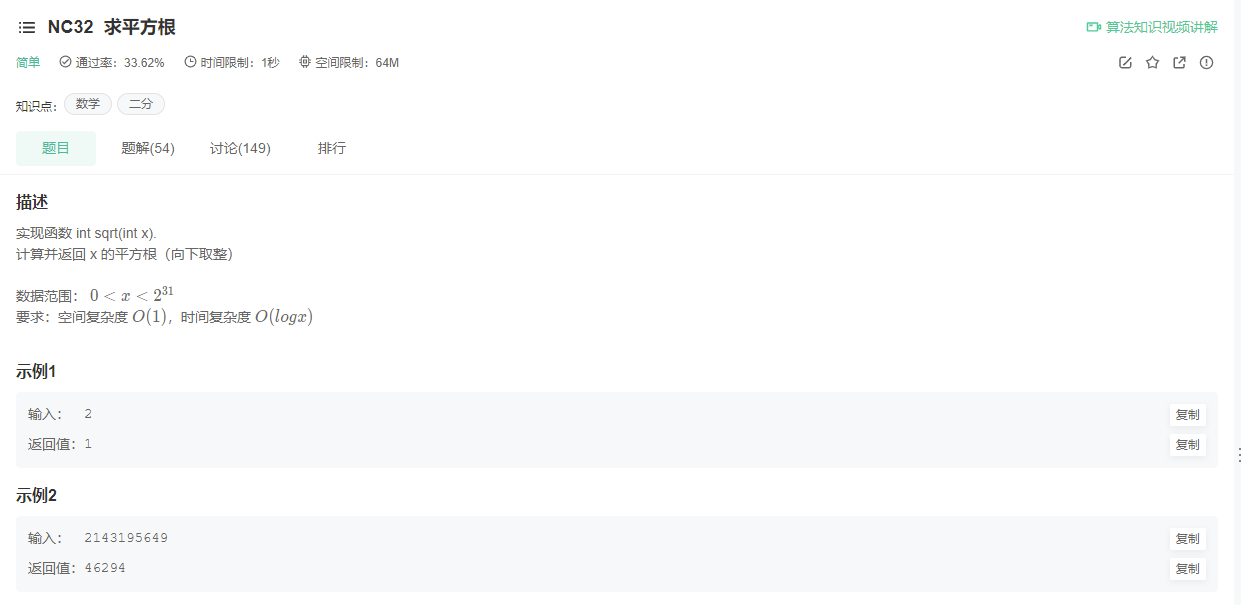 NC32 求平方根
算法知识视频讲解
简单 通过率：33.62% 时间限制：1秒 空间限制：64M
知识点： 数学 二分
题目 题解(54) 讨论(149) 排行
描述
实现函数 int sqrt(int x).
计算并返回 x 的平方根（向下取整）
数据范围： 0 < x < 2^31
要求：空间复杂度 O(1)，时间复杂度 O(logx)
示例1
输入： 2 复制
返回值：1 复制
示例2
输入： 2143195649 复制
返回值：46294 复制